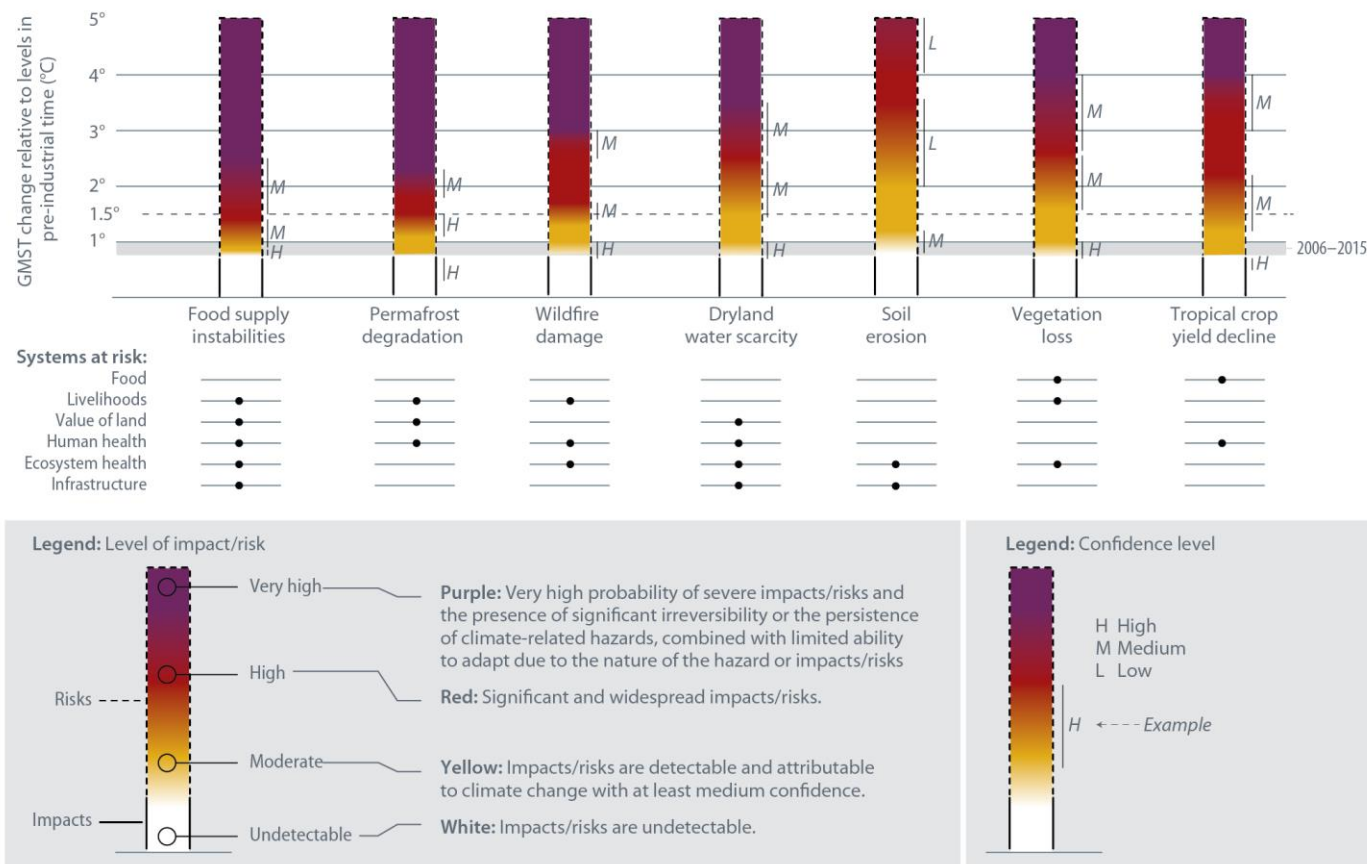 GMST change relative to levels in
pre-industrial time (°C)
5°
4°
3°
2°
1.5°
1°
M
M
H
M
H
H
M
M
H
M
M
H
L
L
M
M
M
H
M
M
H
2006–2015
Food supply
instabilities
Permafrost
degradation
Wildfire
damage
Dryland
water scarcity
Soil
erosion
Vegetation
loss
Tropical crop
yield decline
Systems at risk:
Food
Livelihoods
Value of land
Human health
Ecosystem health
Infrastructure
Legend: Level of impact/risk
Very high
High
Moderate
Undetectable
Risks
Impacts
Purple: Very high probability of severe impacts/risks and
the presence of significant irreversibility or the persistence
of climate-related hazards, combined with limited ability
to adapt due to the nature of the hazard or impacts/risks
Red: Significant and widespread impacts/risks.
Yellow: Impacts/risks are detectable and attributable
to climate change with at least medium confidence.
White: Impacts/risks are undetectable.
Legend: Confidence level
H High
M Medium
L Low
H
Example